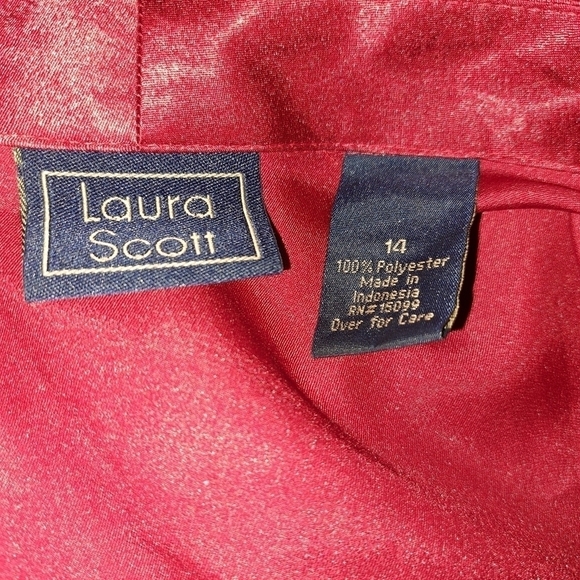 Laura
Scott
14
100% Polyester
Made in
Indonesia
RN#15099
Over for Care